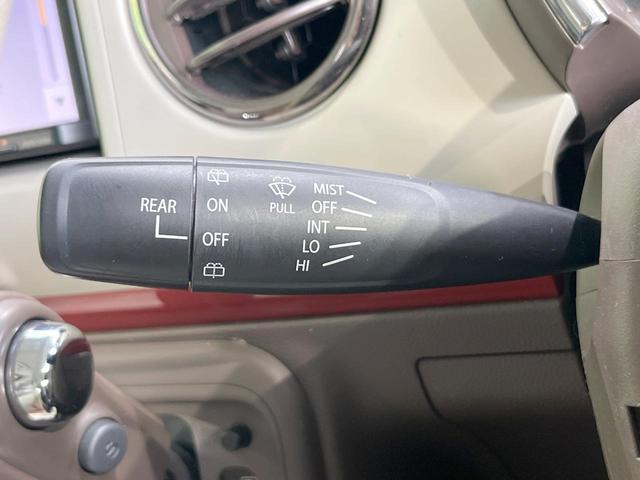 REAR
ON
OFF
PULL
MIST
OFF
INT
LO
HI